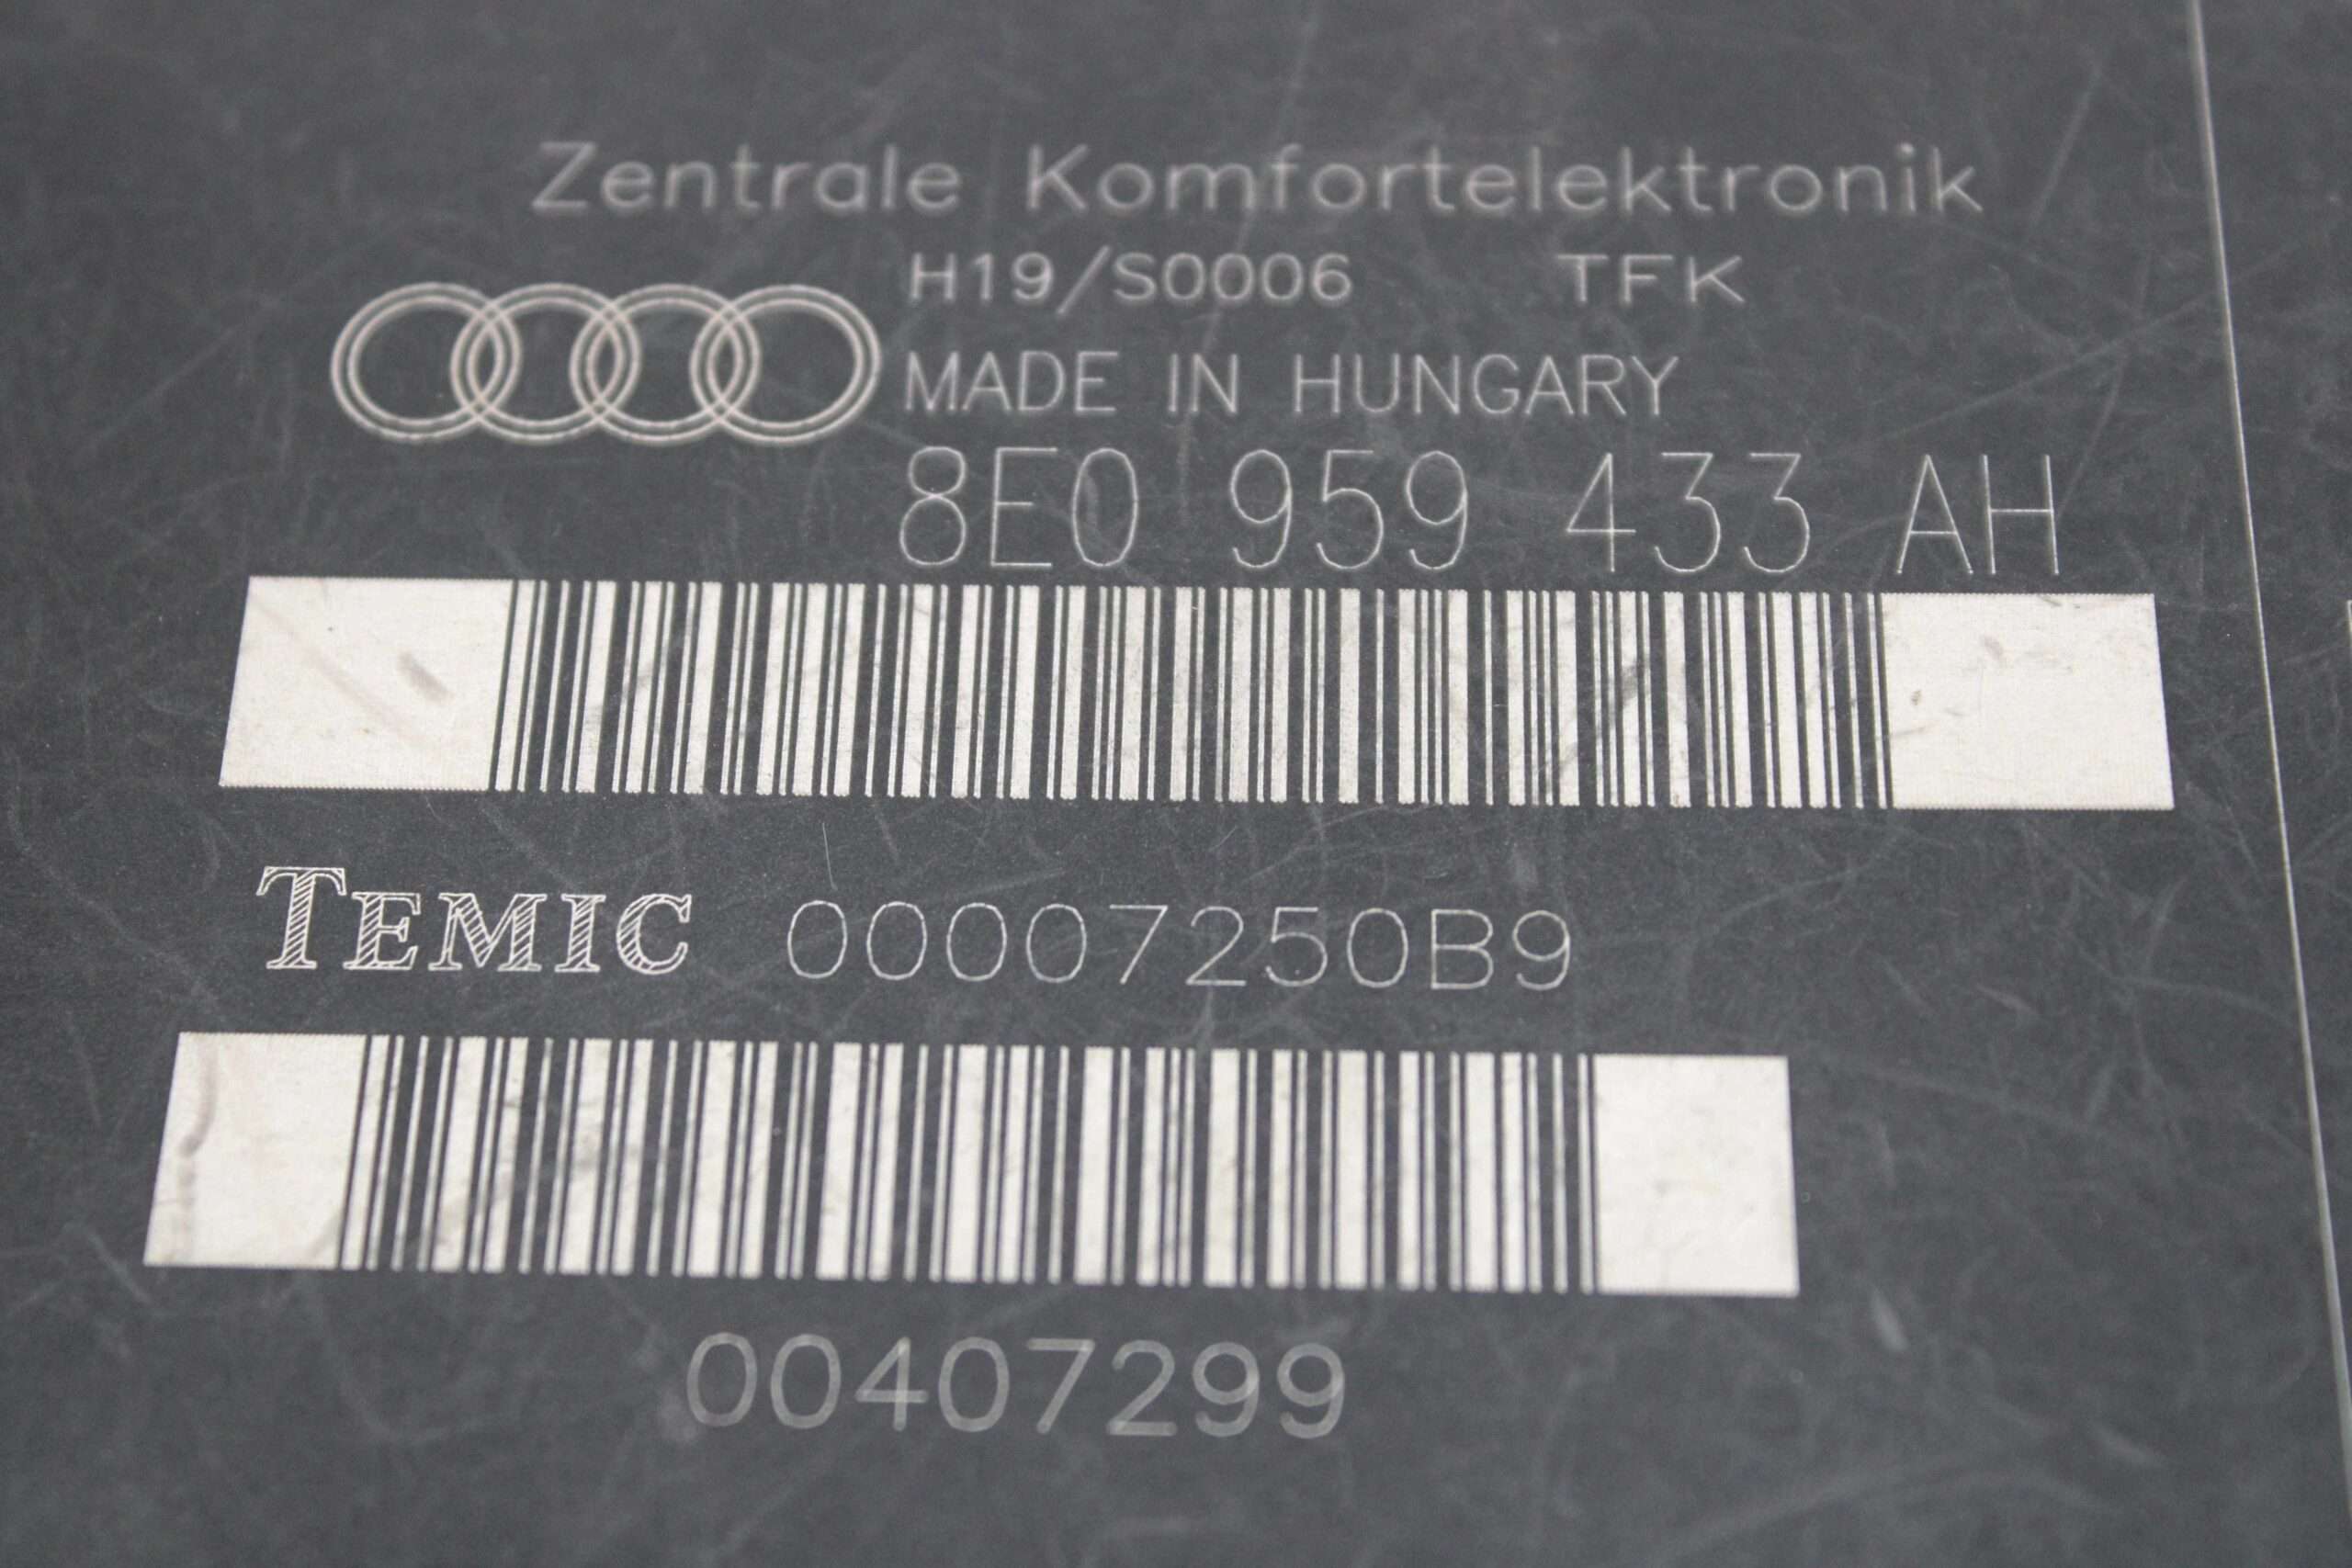 Zentrale Komfortelektronik
H19/S0006 TFK
MADE IN HUNGARY
8E0 959 433 AH
TEMIC 00007250B9
00407299